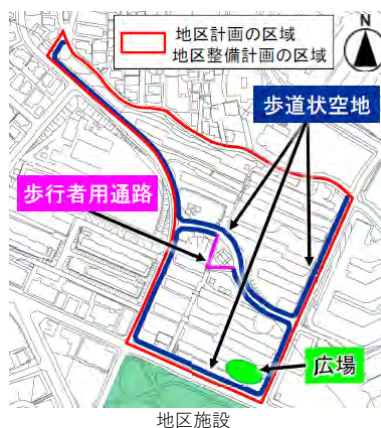 地区計画の区域
地区整備計画の区域
N
歩道状空地
歩行者用通路
広場
地区施設